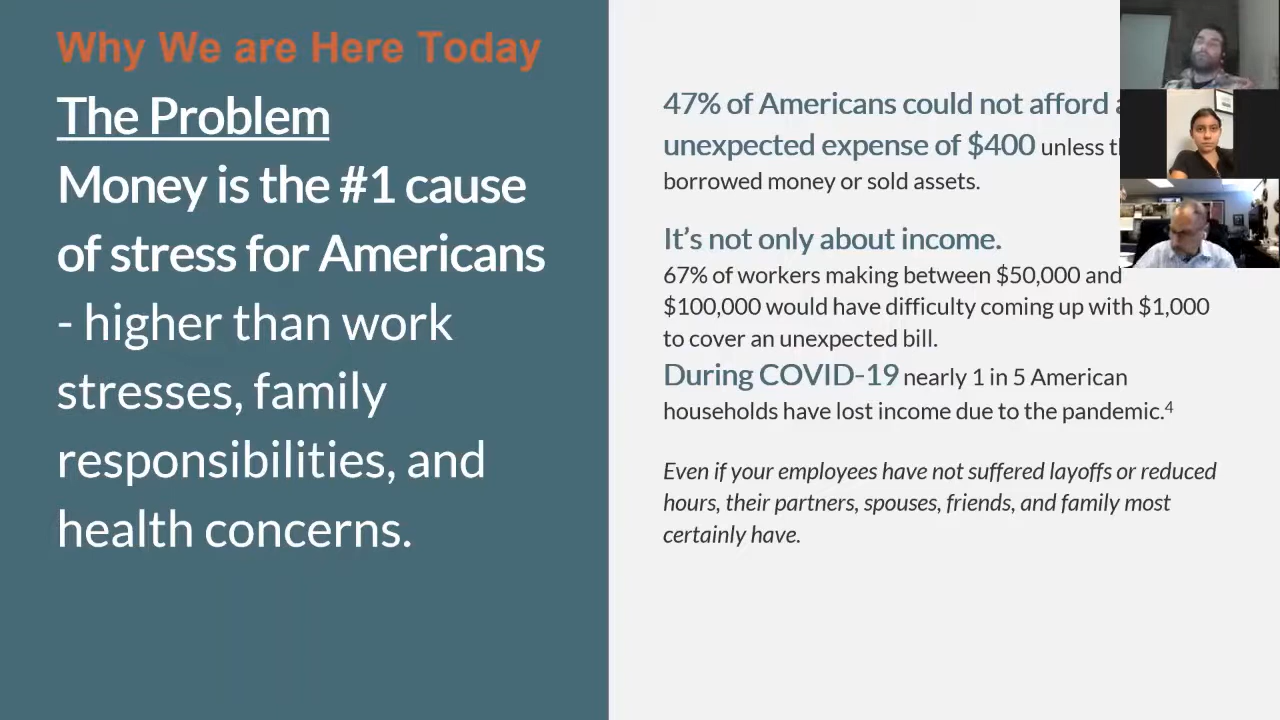 Why We are Here Today
The Problem
Money is the #1 cause
of stress for Americans
- higher than work
stresses, family
responsibilities, and
health concerns.
47% of Americans could not afford
unexpected expense of $400 unless
borrowed money or sold assets.
It’s not only about income.
67% of workers making between $50,000 and
$100,000 would have difficulty coming up with $1,000
to cover an unexpected bill.
During COVID-19 nearly 1 in 5 American
households have lost income due to the pandemic.4
Even if your employees have not suffered layoffs or reduced
hours, their partners, spouses, friends, and family most
certainly have.